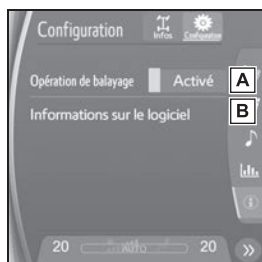 Configuration
Infos
Configuration
Opération de balayage Activé A
Informations sur le logiciel B
20 AUTO 20